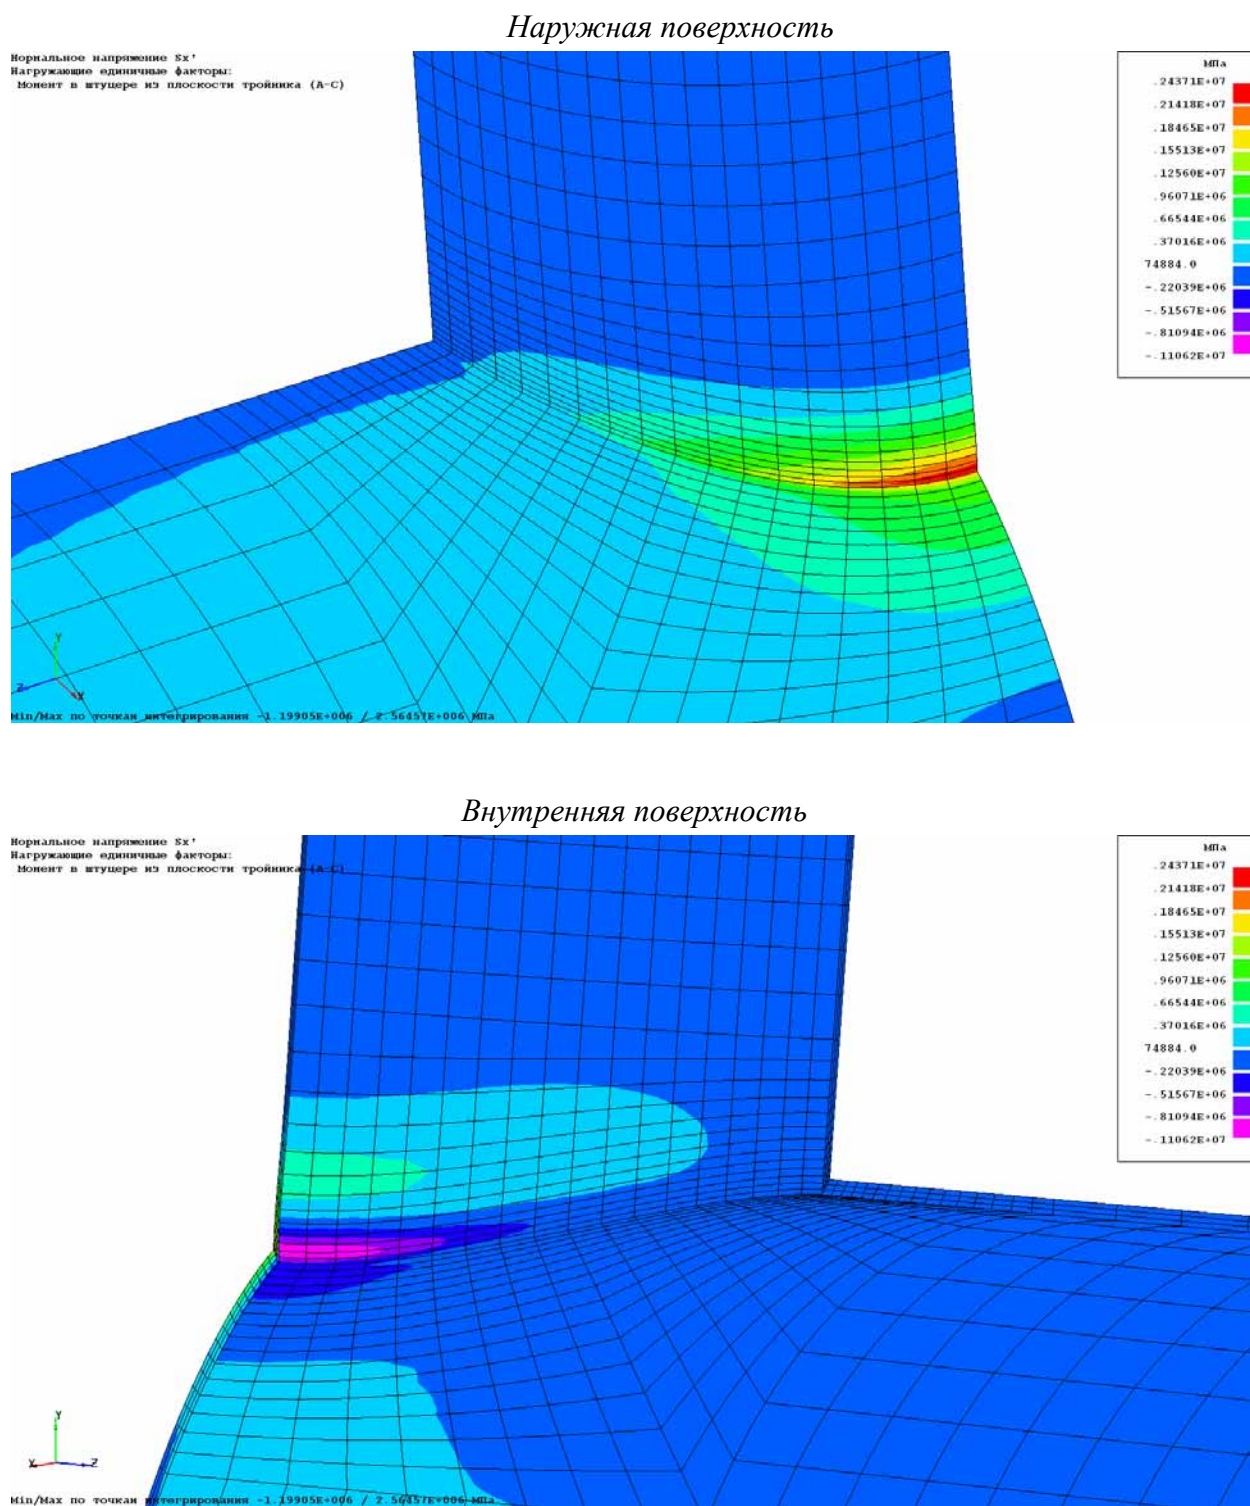 Наружная поверхность
Нормальное напряжение Sx'
Нагружающие единичные факторы:
Момент в штуцере из плоскости тройника (A-C)
МПа
.24371E+07
.21418E+07
.18465E+07
.15513E+07
.12560E+07
.96071E+06
.66544E+06
.37016E+06
74884.0
-.22039E+06
-.51567E+06
-.81094E+06
-.11062E+07
Y
Z
X
Min/Max по точкам интегрирования -1.19905E+006 / 2.56457E+006 МПа
Внутренняя поверхность
Нормальное напряжение Sx'
Нагружающие единичные факторы:
Момент в штуцере из плоскости тройника (A-C)
МПа
.24371E+07
.21418E+07
.18465E+07
.15513E+07
.12560E+07
.96071E+06
.66544E+06
.37016E+06
74884.0
-.22039E+06
-.51567E+06
-.81094E+06
-.11062E+07
Y
X
Z
Min/Max по точкам интегрирования -1.19905E+006 / 2.56457E+006 МПа